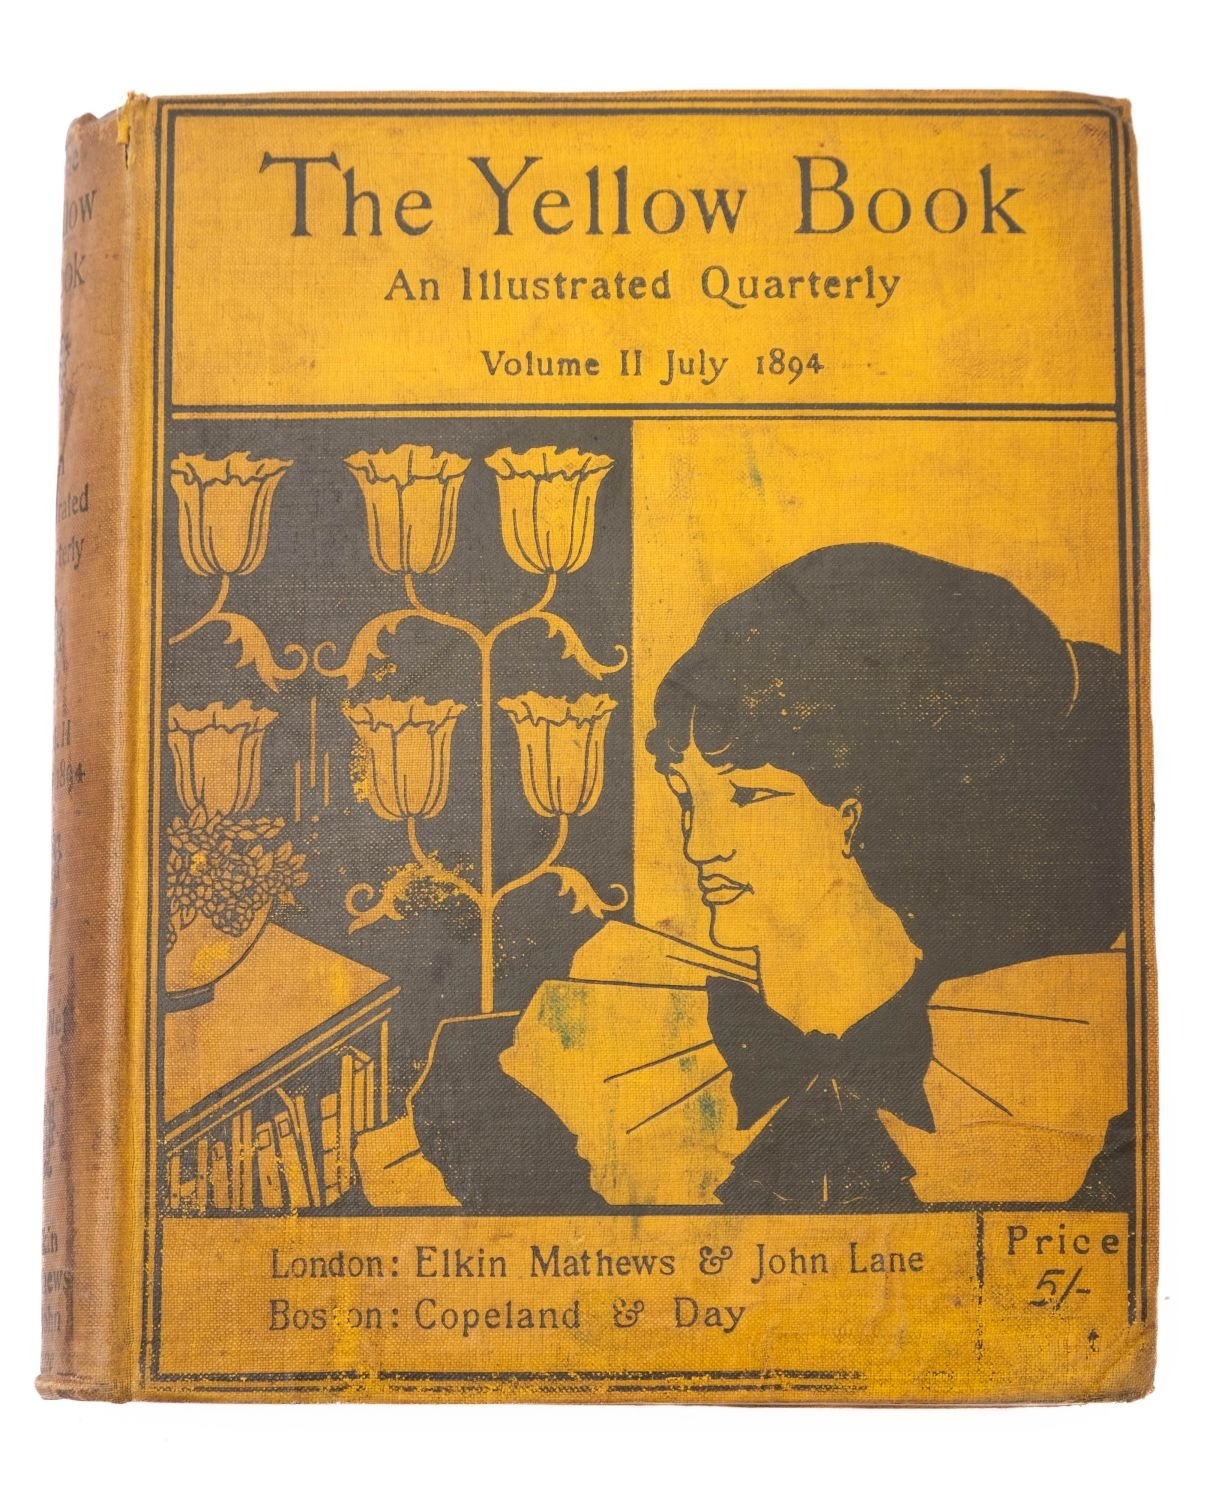 The Yellow Book
An Illustrated Quarterly
Volume II July 1894
London: Elkin Mathews & John Lane
Boston: Copeland & Day
Price
5/-
1894